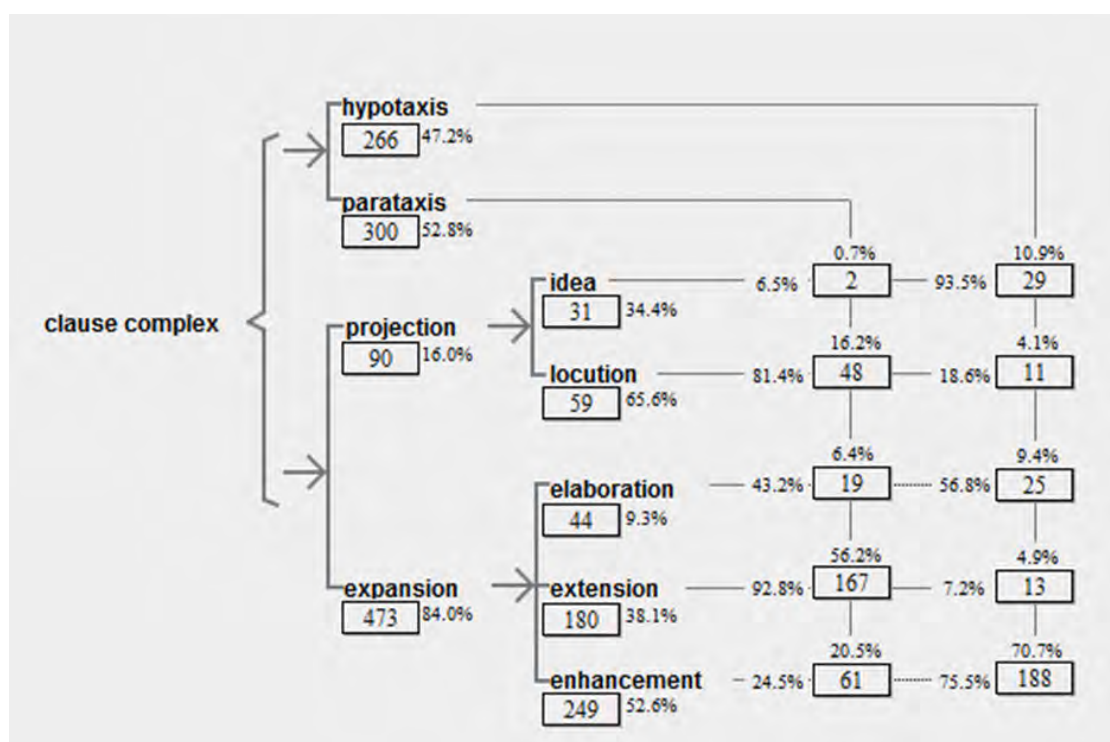 hypotaxis
266 47.2%
parataxis
300 52.8%
0.7% 10.9%
idea 6.5% 2 93.5% 29
31 34.4%
clause complex
projection
90 16.0%
16.2% 4.1%
locution 81.4% 48 18.6% 11
59 65.6%
6.4% 9.4%
elaboration 43.2% 19 56.8% 25
44 9.3%
56.2% 4.9%
expansion extension 92.8% 167 7.2% 13
473 84.0% 180 38.1%
20.5% 70.7%
enhancement 24.5% 61 75.5% 188
249 52.6%